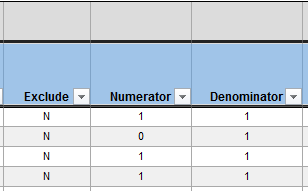 Exclude Numerator Denominator
N 1 1
N 0 1
N 1 1
N 1 1